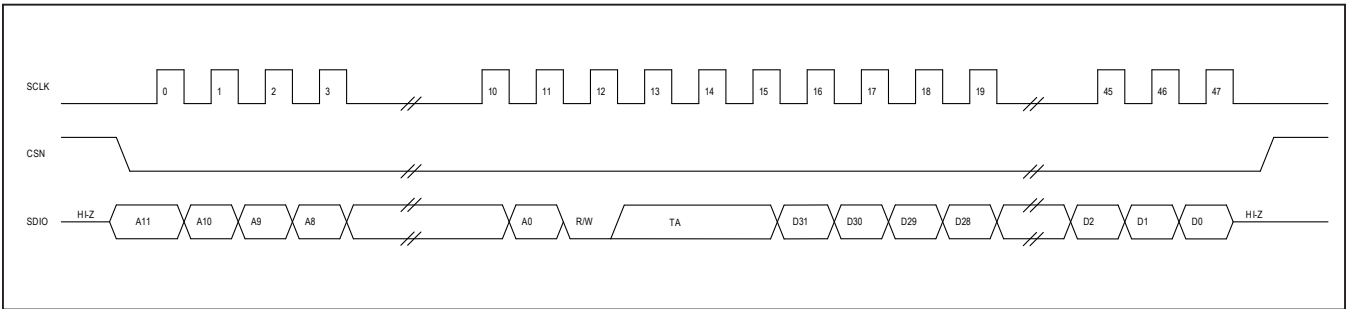 SCLK 0 1 2 3 10 11 12 13 14 15 16 17 18 19 45 46 47
CSN
SDIO HI-Z A11 A10 A9 A8 A0 R/W TA D31 D30 D29 D28 D2 D1 D0 HI-Z